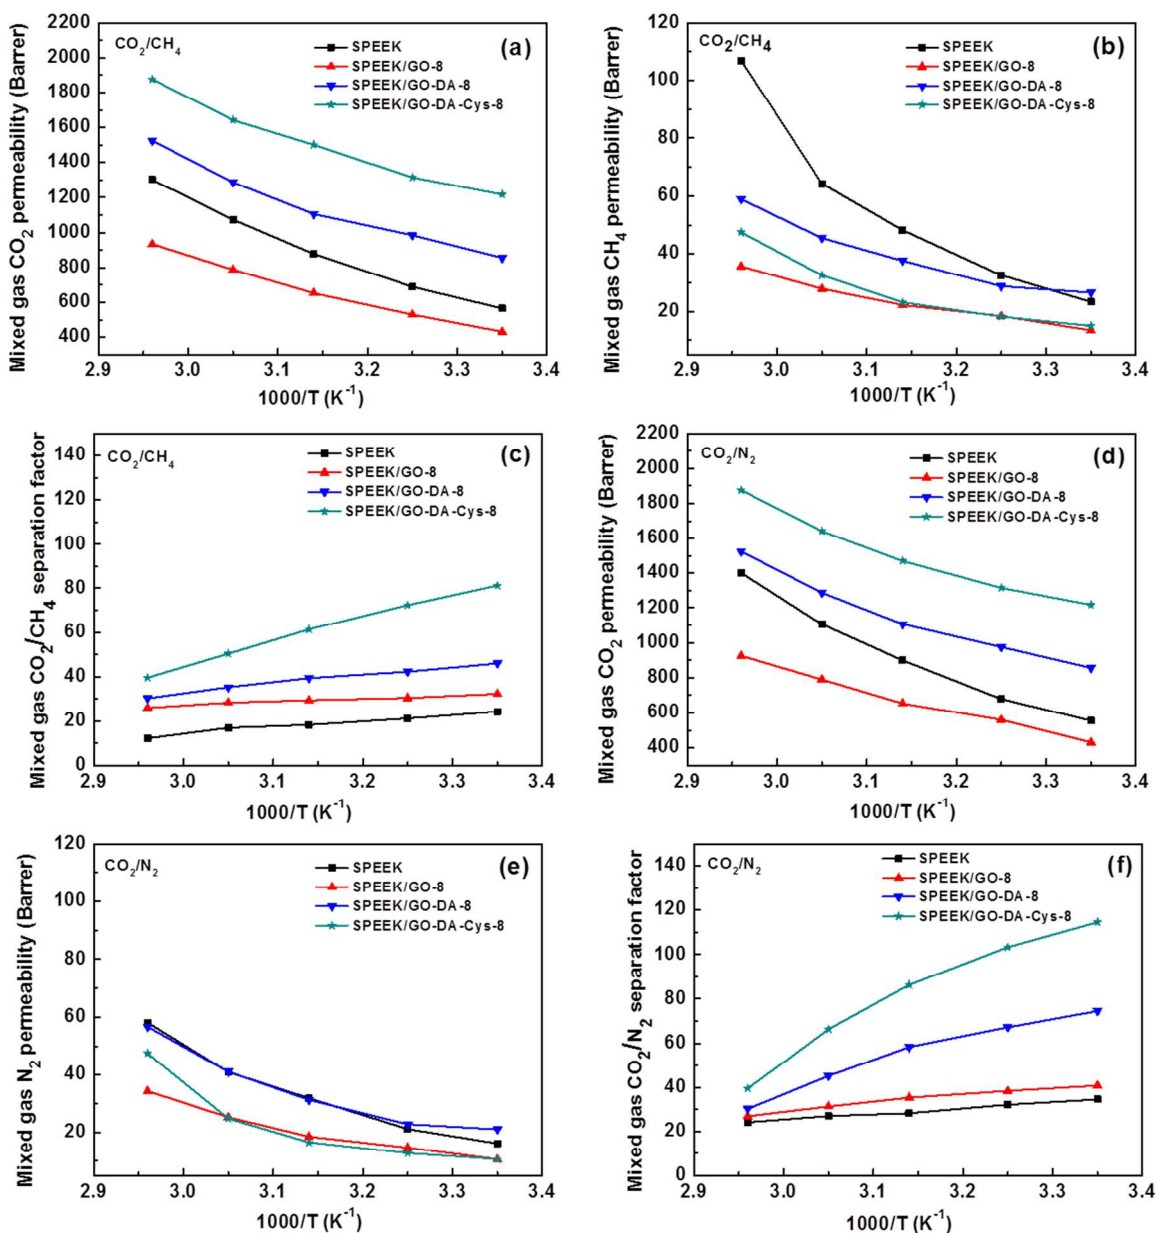 CO2/CH4
(a)
SPEEK
SPEEK/GO-8
SPEEK/GO-DA-8
SPEEK/GO-DA-Cys-8
Mixed gas CO2 permeability (Barrer)
2200
2000
1800
1600
1400
1200
1000
800
600
400
2.9 3.0 3.1 3.2 3.3 3.4
1000/T (K-1)
CO2/CH4
(b)
SPEEK
SPEEK/GO-8
SPEEK/GO-DA-8
SPEEK/GO-DA-Cys-8
Mixed gas CH4 permeability (Barrer)
120
100
80
60
40
20
2.9 3.0 3.1 3.2 3.3 3.4
1000/T (K-1)
CO2/CH4
(c)
SPEEK
SPEEK/GO-8
SPEEK/GO-DA-8
SPEEK/GO-DA-Cys-8
Mixed gas CO2/CH4 separation factor
140
120
100
80
60
40
20
0
2.9 3.0 3.1 3.2 3.3 3.4
1000/T (K-1)
CO2/N2
(d)
SPEEK
SPEEK/GO-8
SPEEK/GO-DA-8
SPEEK/GO-DA-Cys-8
Mixed gas CO2 permeability (Barrer)
2200
2000
1800
1600
1400
1200
1000
800
600
400
2.9 3.0 3.1 3.2 3.3 3.4
1000/T (K-1)
CO2/N2
(e)
SPEEK
SPEEK/GO-8
SPEEK/GO-DA-8
SPEEK/GO-DA-Cys-8
Mixed gas N2 permeability (Barrer)
120
100
80
60
40
20
2.9 3.0 3.1 3.2 3.3 3.4
1000/T (K-1)
CO2/N2
(f)
SPEEK
SPEEK/GO-8
SPEEK/GO-DA-8
SPEEK/GO-DA-Cys-8
Mixed gas CO2/N2 separation factor
140
120
100
80
60
40
20
0
2.9 3.0 3.1 3.2 3.3 3.4
1000/T (K-1)